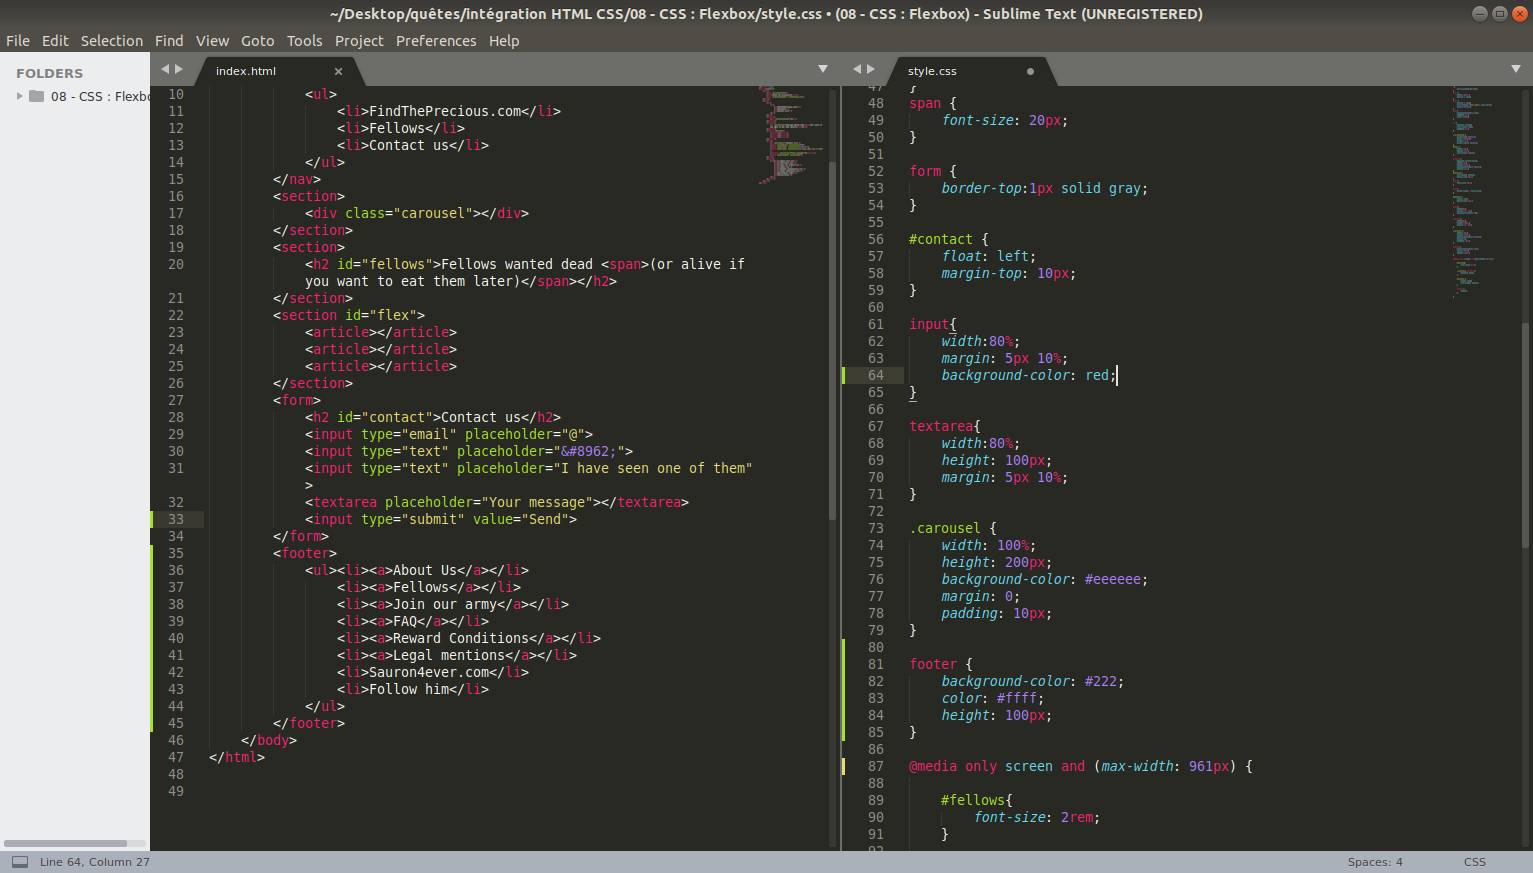 ~/Desktop/quêtes/intégration HTML CSS/08 - CSS : Flexbox/style.css • (08 - CSS : Flexbox) - Sublime Text (UNREGISTERED)
File Edit Selection Find View Goto Tools Project Preferences Help
FOLDERS
08 - CSS : Flexbo
index.html
10 <ul>
11 <li>FindThePrecious.com</li>
12 <li>Fellows</li>
13 <li>Contact us</li>
14 </ul>
15 </nav>
16 <section>
17 <div class="carousel"></div>
18 </section>
19 <section>
20 <h2 id="fellows">Fellows wanted dead <span>(or alive if
you want to eat them later)</span></h2>
21 </section>
22 <section id="flex">
23 <article></article>
24 <article></article>
25 <article></article>
26 </section>
27 <form>
28 <h2 id="contact">Contact us</h2>
29 <input type="email" placeholder="@">
30 <input type="text" placeholder="&#8962;">
31 <input type="text" placeholder="I have seen one of them"
>
32 <textarea placeholder="Your message"></textarea>
33 <input type="submit" value="Send">
34 </form>
35 <footer>
36 <ul><li><a>About Us</a></li>
37 <li><a>Fellows</a></li>
38 <li><a>Join our army</a></li>
39 <li><a>FAQ</a></li>
40 <li><a>Reward Conditions</a></li>
41 <li><a>Legal mentions</a></li>
42 <li>Sauron4ever.com</li>
43 <li>Follow him</li>
44 </ul>
45 </footer>
46 </body>
47 </html>
48
49
style.css
47 }
48 span {
49 font-size: 20px;
50 }
51
52 form {
53 border-top:1px solid gray;
54 }
55
56 #contact {
57 float: left;
58 margin-top: 10px;
59 }
60
61 input{
62 width:80%;
63 margin: 5px 10%;
64 background-color: red;
65 }
66
67 textarea{
68 width:80%;
69 height: 100px;
70 margin: 5px 10%;
71 }
72
73 .carousel {
74 width: 100%;
75 height: 200px;
76 background-color: #eeeeee;
77 margin: 0;
78 padding: 10px;
79 }
80
81 footer {
82 background-color: #222;
83 color: #ffff;
84 height: 100px;
85 }
86
87 @media only screen and (max-width: 961px) {
88
89 #fellows{
90 font-size: 2rem;
91 }
92
Line 64, Column 27
Spaces: 4
CSS